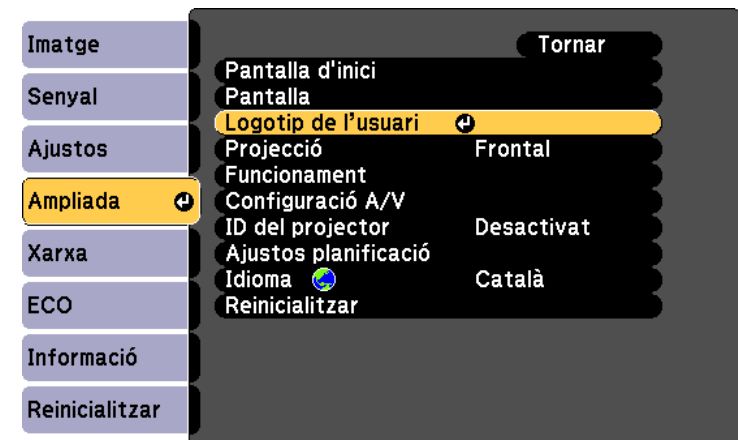 Imatge
Senyal
Ajustos
Ampliada
Xarxa
ECO
Informació
Reinicialitzar
Tornar
Pantalla d'inici
Pantalla
Logotip de l’usuari
Projecció Frontal
Funcionament
Configuració A/V
ID del projector Desactivat
Ajustos planificació
Idioma Català
Reinicialitzar